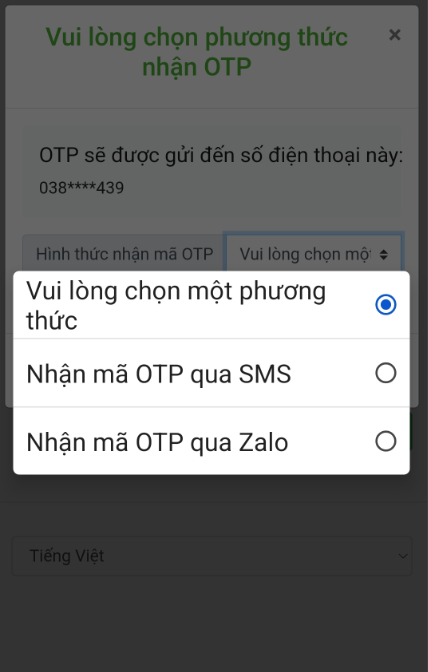 Vui lòng chọn phương thức
nhận OTP
×
OTP sẽ được gửi đến số điện thoại này:
038****439
Hình thức nhận mã OTP
Vui lòng chọn mộ
Vui lòng chọn một phương
thức
Nhận mã OTP qua SMS
Nhận mã OTP qua Zalo
Tiếng Việt